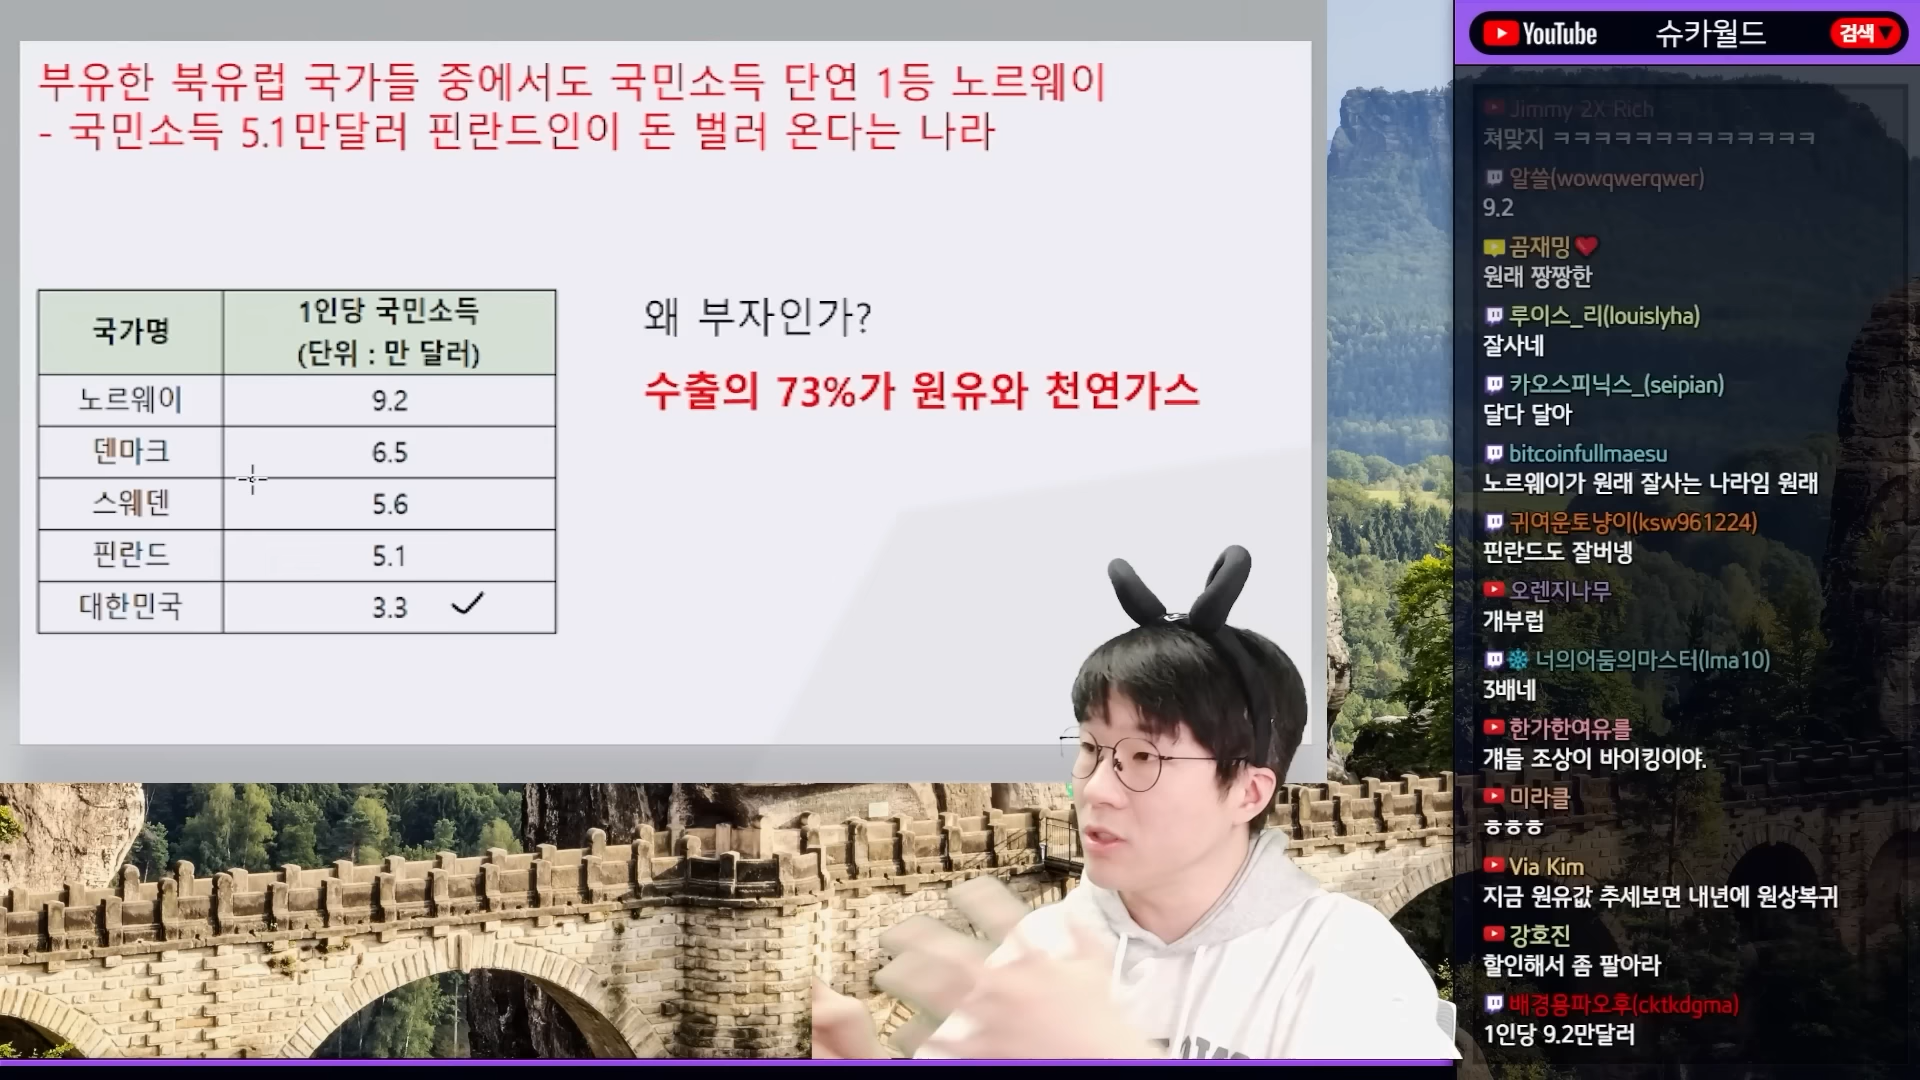 부유한 북유럽 국가들 중에서도 국민소득 단연 1등 노르웨이
- 국민소득 5.1만달러 핀란드인이 돈 벌러 온다는 나라
국가명
1인당 국민소득
(단위 : 만 달러)
노르웨이 9.2
덴마크 6.5
스웨덴 5.6
핀란드 5.1
대한민국 3.3
왜 부자인가?
수출의 73%가 원유와 천연가스
YouTube 슈카월드 검색
Jimmy 2X Rich
쳐맞지 ㅋㅋㅋㅋㅋㅋㅋㅋㅋㅋㅋㅋㅋ
알쓸(wowqwerqwer)
9.2
곰재밍
원래 짱짱한
루이스_리(louislyha)
잘사네
카오스피닉스_(seipian)
달다 달아
bitcoinfullmaesu
노르웨이가 원래 잘사는 나라임 원래
귀여운토냥이(ksw961224)
핀란드도 잘버넹
오렌지나무
개부럽
너의어둠의마스터(lma10)
3배네
한가한여유를
걔들 조상이 바이킹이야.
미라클
ㅎㅎㅎ
Via Kim
지금 원유값 추세보면 내년에 원상복귀
강호진
할인해서 좀 팔아라
배경음파오후(cktkdgma)
1인당 9.2만달러